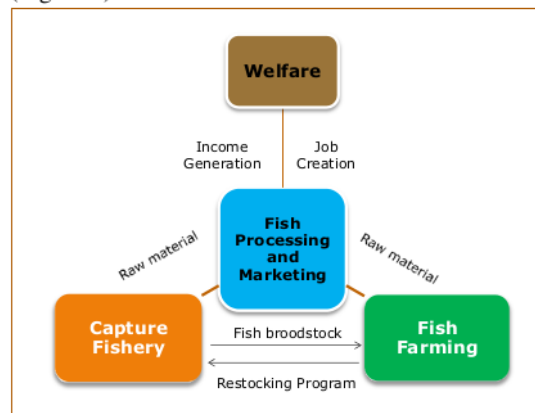 Welfare
Income
Generation
Job
Creation
Fish
Processing
and
Marketing
Raw material
Raw material
Capture
Fishery
Fish broodstock
Restocking Program
Fish
Farming